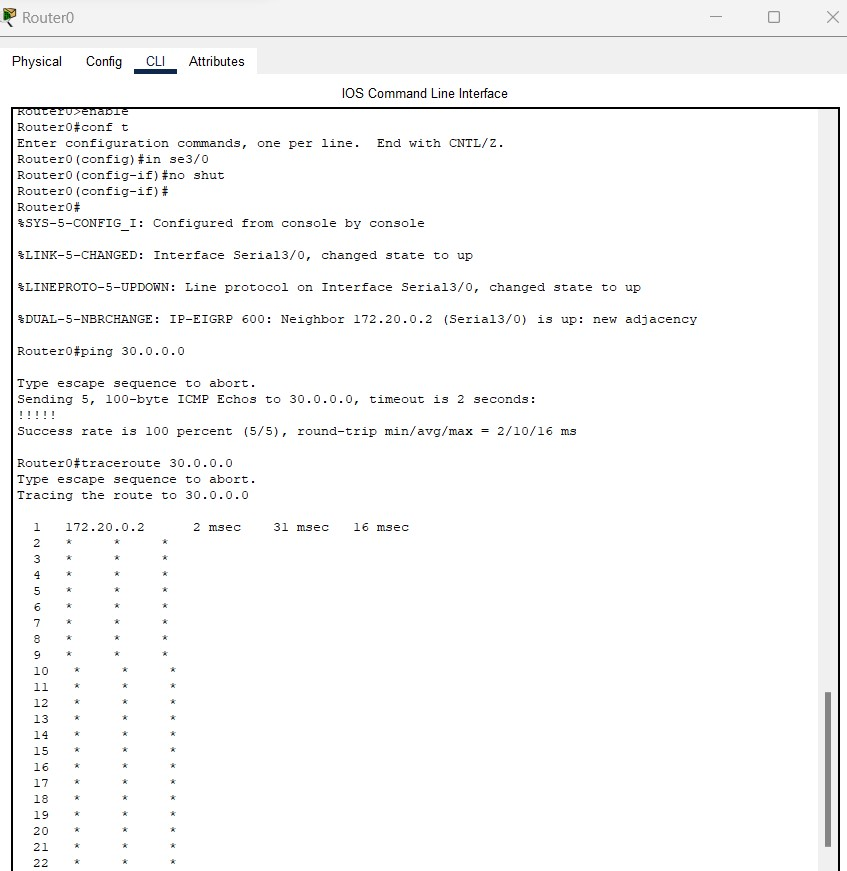 Router0
Physical Config CLI Attributes
IOS Command Line Interface
Router0>enable
Router0#conf t
Enter configuration commands, one per line.  End with CNTL/Z.
Router0(config)#in se3/0
Router0(config-if)#no shut
Router0(config-if)#
Router0#
%SYS-5-CONFIG_I: Configured from console by console
%LINK-5-CHANGED: Interface Serial3/0, changed state to up
%LINEPROTO-5-UPDOWN: Line protocol on Interface Serial3/0, changed state to up
%DUAL-5-NBRCHANGE: IP-EIGRP 600: Neighbor 172.20.0.2 (Serial3/0) is up: new adjacency
Router0#ping 30.0.0.0
Type escape sequence to abort.
Sending 5, 100-byte ICMP Echos to 30.0.0.0, timeout is 2 seconds:
!!!!!
Success rate is 100 percent (5/5), round-trip min/avg/max = 2/10/16 ms
Router0#traceroute 30.0.0.0
Type escape sequence to abort.
Tracing the route to 30.0.0.0
1   172.20.0.2      2 msec    31 msec   16 msec
2   *     *     *
3   *     *     *
4   *     *     *
5   *     *     *
6   *     *     *
7   *     *     *
8   *     *     *
9   *     *     *
10   *     *     *
11   *     *     *
12   *     *     *
13   *     *     *
14   *     *     *
15   *     *     *
16   *     *     *
17   *     *     *
18   *     *     *
19   *     *     *
20   *     *     *
21   *     *     *
22   *     *     *